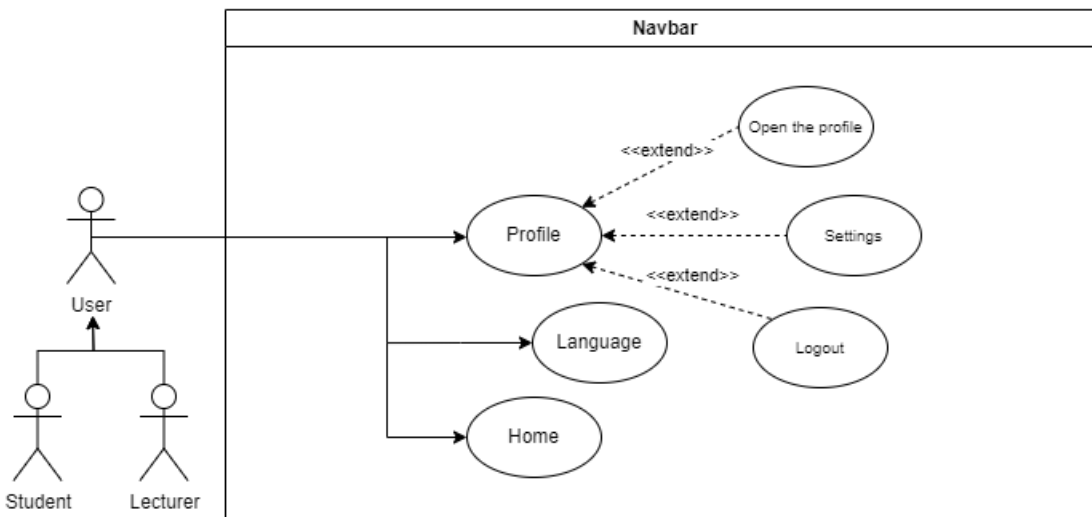 Navbar
Open the profile
<<extend>>
<<extend>>
Profile
Settings
<<extend>>
User
Language
Logout
Home
Student
Lecturer